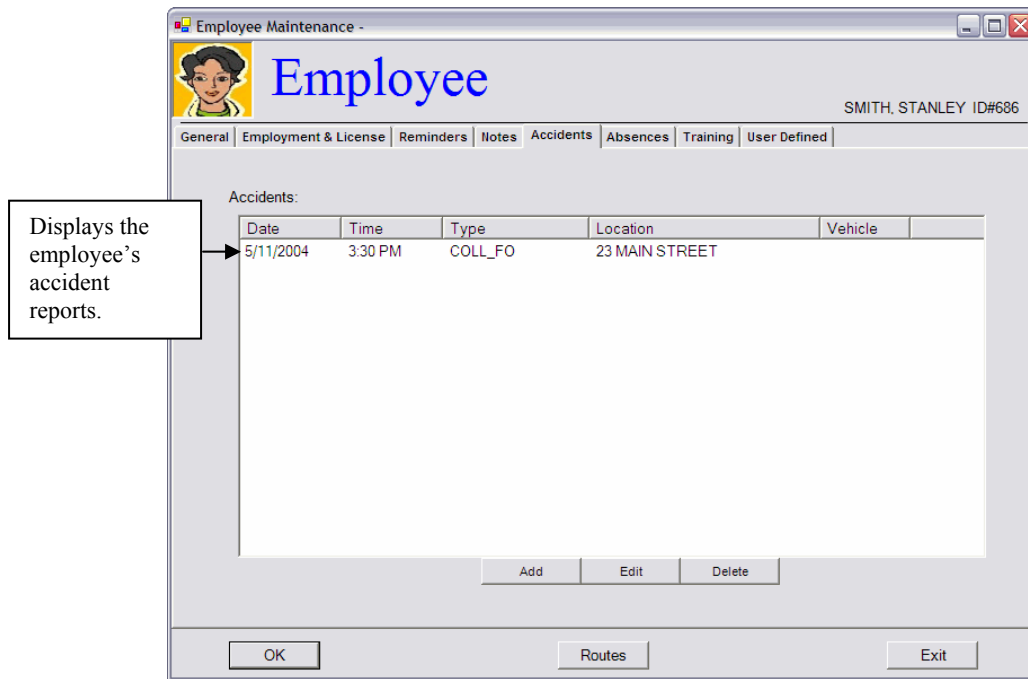 Employee Maintenance -
Employee
SMITH, STANLEY ID#686
General Employment & License Reminders Notes Accidents Absences Training User Defined
Accidents:
Displays the
employee’s
accident
reports.
Date Time Type Location Vehicle
5/11/2004 3:30 PM COLL_FO 23 MAIN STREET
Add Edit Delete
OK Routes Exit